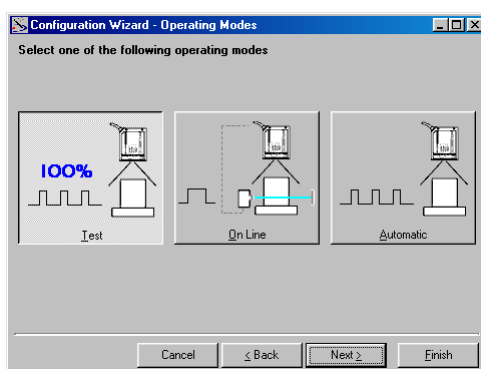 Configuration Wizard - Operating Modes
Select one of the following operating modes
100%
Test
On Line
Automatic
Cancel
< Back
Next >
Finish